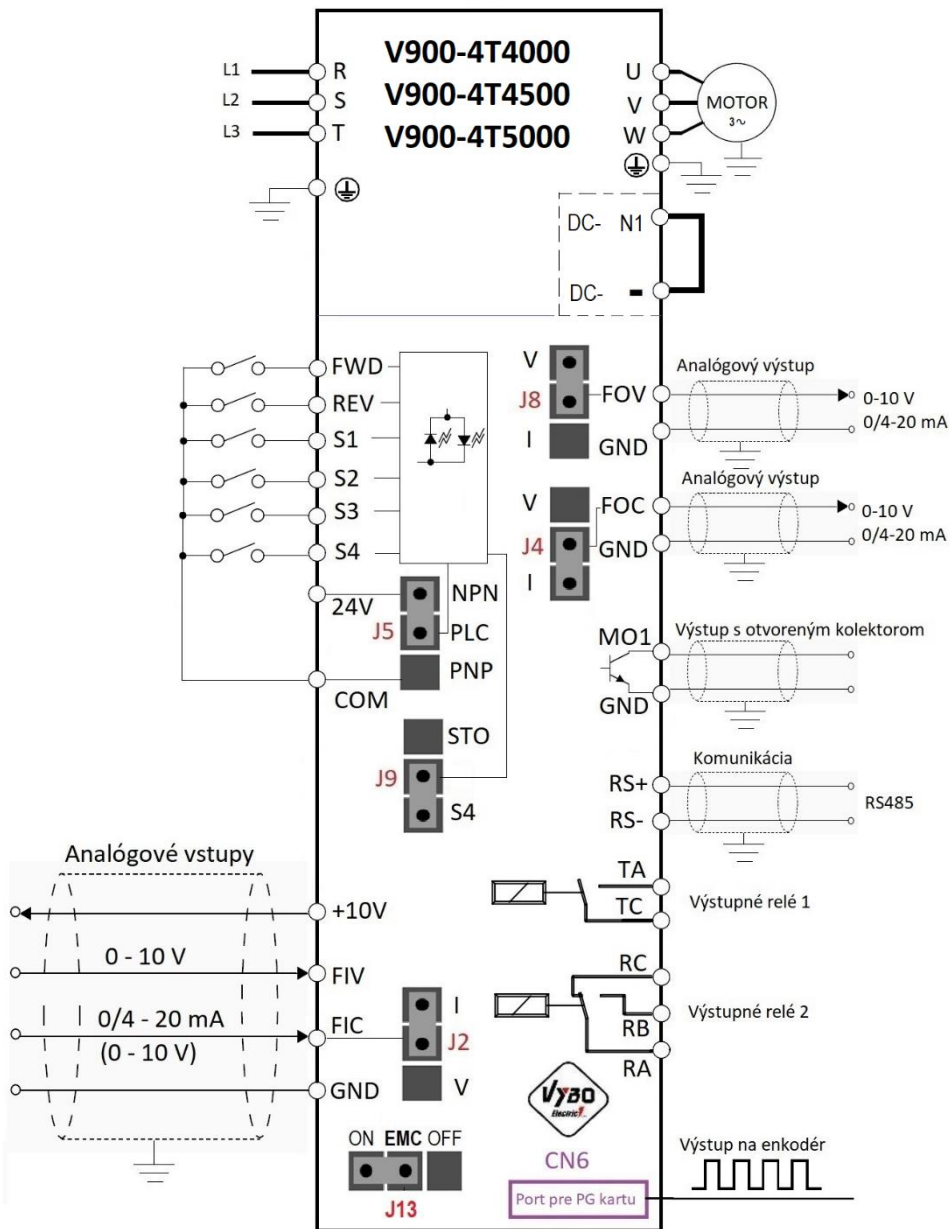 V900-4T4000
V900-4T4500
V900-4T5000
L1 R
L2 S
L3 T
U
V
W
MOTOR
3~
DC- N1
DC- -
FWD
REV
S1
S2
S3
S4
24V
COM
V
J8
I
FOV
GND
Analógový výstup
0-10 V
0/4-20 mA
V
J4
I
FOC
GND
Analógový výstup
0-10 V
0/4-20 mA
J5
NPN
PLC
PNP
MO1
GND
Výstup s otvoreným kolektorom
STO
J9
S4
Komunikácia
RS+
RS-
RS485
Analógové vstupy
+10V
0 - 10 V
FIV
0/4 - 20 mA
(0 - 10 V)
FIC
GND
I
J2
V
TA
TC
Výstupné relé 1
RC
RB
RA
Výstupné relé 2
VYBO
Electric
ON EMC OFF
J13
CN6
Port pre PG kartu
Výstup na enkodér